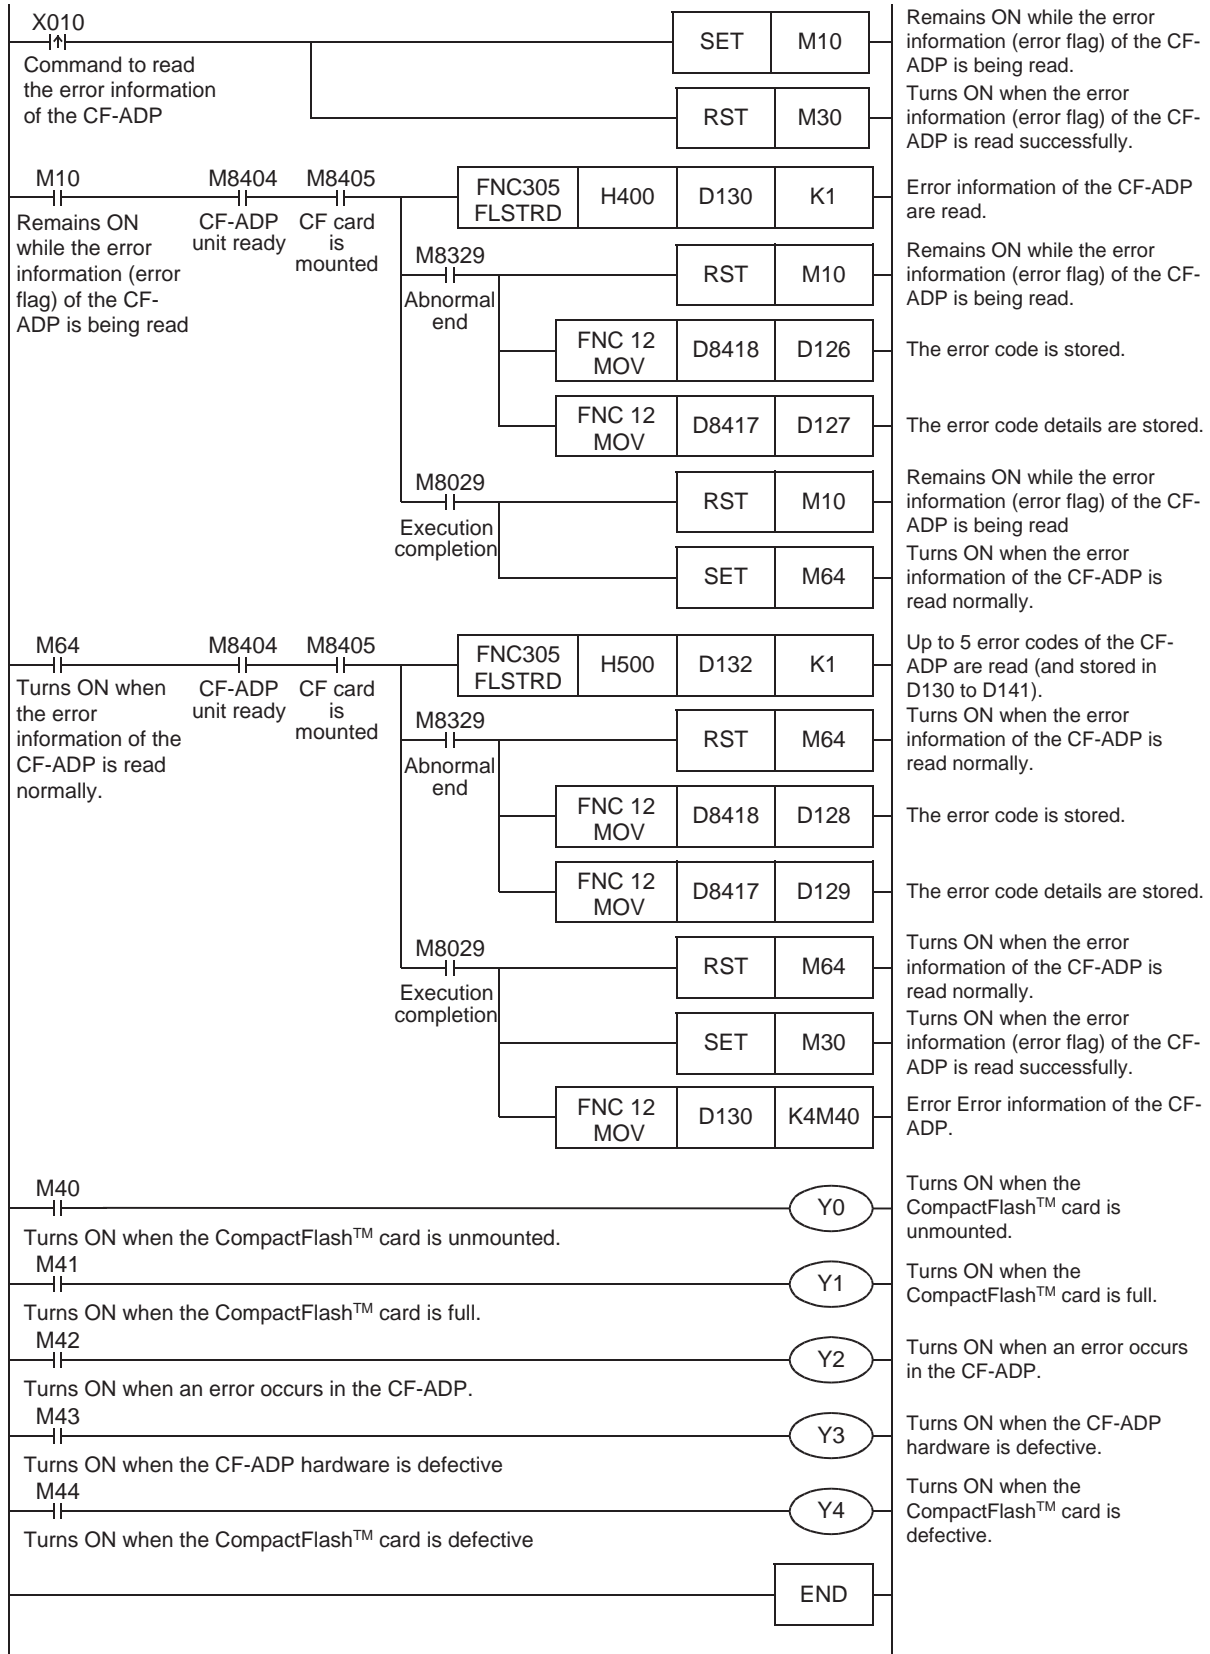 X010
Command to read
the error information
of the CF-ADP
SET M10
Remains ON while the error
information (error flag) of the CF-
ADP is being read.
RST M30
Turns ON when the error
information (error flag) of the CF-
ADP is read successfully.
M10 M8404 M8405
Remains ON
while the error
information (error
flag) of the CF-
ADP is being read
CF-ADP
unit ready
CF card
is
mounted
FNC305
FLSTRD
H400 D130 K1
Error information of the CF-ADP
are read.
M8329
Abnormal
end
RST M10
Remains ON while the error
information (error flag) of the CF-
ADP is being read.
FNC 12
MOV
D8418 D126
The error code is stored.
FNC 12
MOV
D8417 D127
The error code details are stored.
M8029
Execution
completion
RST M10
Remains ON while the error
information (error flag) of the CF-
ADP is being read
SET M64
Turns ON when the error
information of the CF-ADP is
read normally.
M64 M8404 M8405
Turns ON when
the error
information of the
CF-ADP is read
normally.
CF-ADP
unit ready
CF card
is
mounted
FNC305
FLSTRD
H500 D132 K1
Up to 5 error codes of the CF-
ADP are read (and stored in
D130 to D141).
M8329
Abnormal
end
RST M64
Turns ON when the error
information of the CF-ADP is
read normally.
FNC 12
MOV
D8418 D128
The error code is stored.
FNC 12
MOV
D8417 D129
The error code details are stored.
M8029
Execution
completion
RST M64
Turns ON when the error
information of the CF-ADP is
read normally.
SET M30
Turns ON when the error
information (error flag) of the CF-
ADP is read successfully.
FNC 12
MOV
D130 K4M40
Error Error information of the CF-
ADP.
M40
Turns ON when the CompactFlash™ card is unmounted.
Y0
Turns ON when the
CompactFlash™ card is
unmounted.
M41
Turns ON when the CompactFlash™ card is full.
Y1
Turns ON when the
CompactFlash™ card is full.
M42
Turns ON when an error occurs in the CF-ADP.
Y2
Turns ON when an error occurs
in the CF-ADP.
M43
Turns ON when the CF-ADP hardware is defective
Y3
Turns ON when the CF-ADP
hardware is defective.
M44
Turns ON when the CompactFlash™ card is defective
Y4
Turns ON when the
CompactFlash™ card is
defective.
END